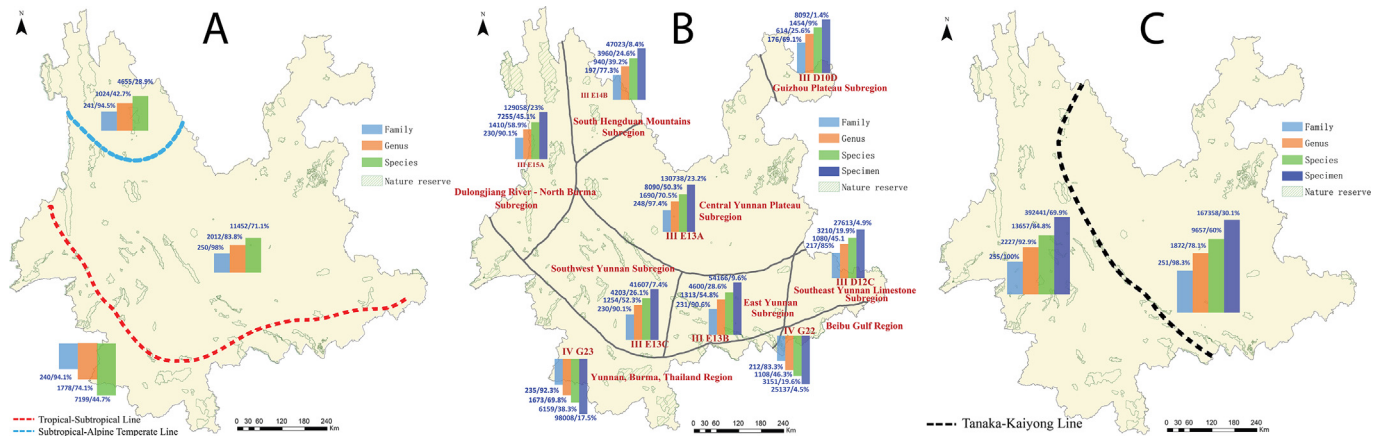 N
A
4655/28.9%
1024/42.7%
241/94.5%
Family
Genus
Species
Nature reserve
11452/71.1%
2012/83.8%
250/98%
240/94.1%
1778/74.1%
7199/44.7%
Tropical-Subtropical Line
Subtropical-Alpine Temperate Line
0 30 60 120 180 240
Km
N
B
47023/8.4%
3960/24.6%
940/39.2%
197/77.3%
III E14B
South Hengduan Mountains
Subregion
8092/1.4%
1454/9%
614/25.6%
176/69.1%
III D10D
Guizhou Plateau Subregion
129058/23%
7255/45.1%
1410/58.9%
230/90.1%
III E15A
Dulongjiang River - North Burma
Subregion
Family
Genus
Species
Specimen
Nature reserve
130738/23.2%
8090/50.3%
1690/70.5%
248/97.4%
III E13A
Central Yunnan Plateau
Subregion
27613/4.9%
3210/19.9%
1080/45.1
217/85%
III D12C
Southeast Yunnan Limestone
Subregion
Southwest Yunnan Subregion
41607/7.4%
4203/26.1%
1254/52.3%
230/90.1%
III E13C
54166/9.6%
4600/28.6%
1313/54.8%
231/90.6%
III E13B
East Yunnan
Subregion
Beibu Gulf Region
IV G22
212/83.3%
1108/46.3%
3151/19.6%
25137/4.5%
IV G23
Yunnan, Burma, Thailand Region
235/92.3%
1673/69.8%
6159/38.3%
98008/17.5%
0 30 60 120 180 240
Km
N
C
Family
Genus
Species
Specimen
Nature reserve
392441/69.9%
13657/84.8%
2227/92.9%
255/100%
167358/30.1%
9657/60%
1872/78.1%
251/98.3%
Tanaka-Kaiyong Line
0 30 60 120 180 240
Km